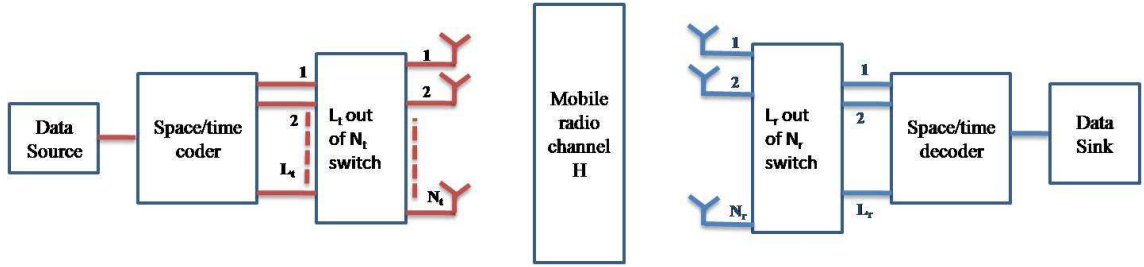 Data
Source
Space/time
coder
1
2
Lt
Lt out
of Nt
switch
1
2
Nt
Mobile
radio
channel
H
1
2
Nr
Lr out
of Nr
switch
1
2
Lr
Space/time
decoder
Data
Sink